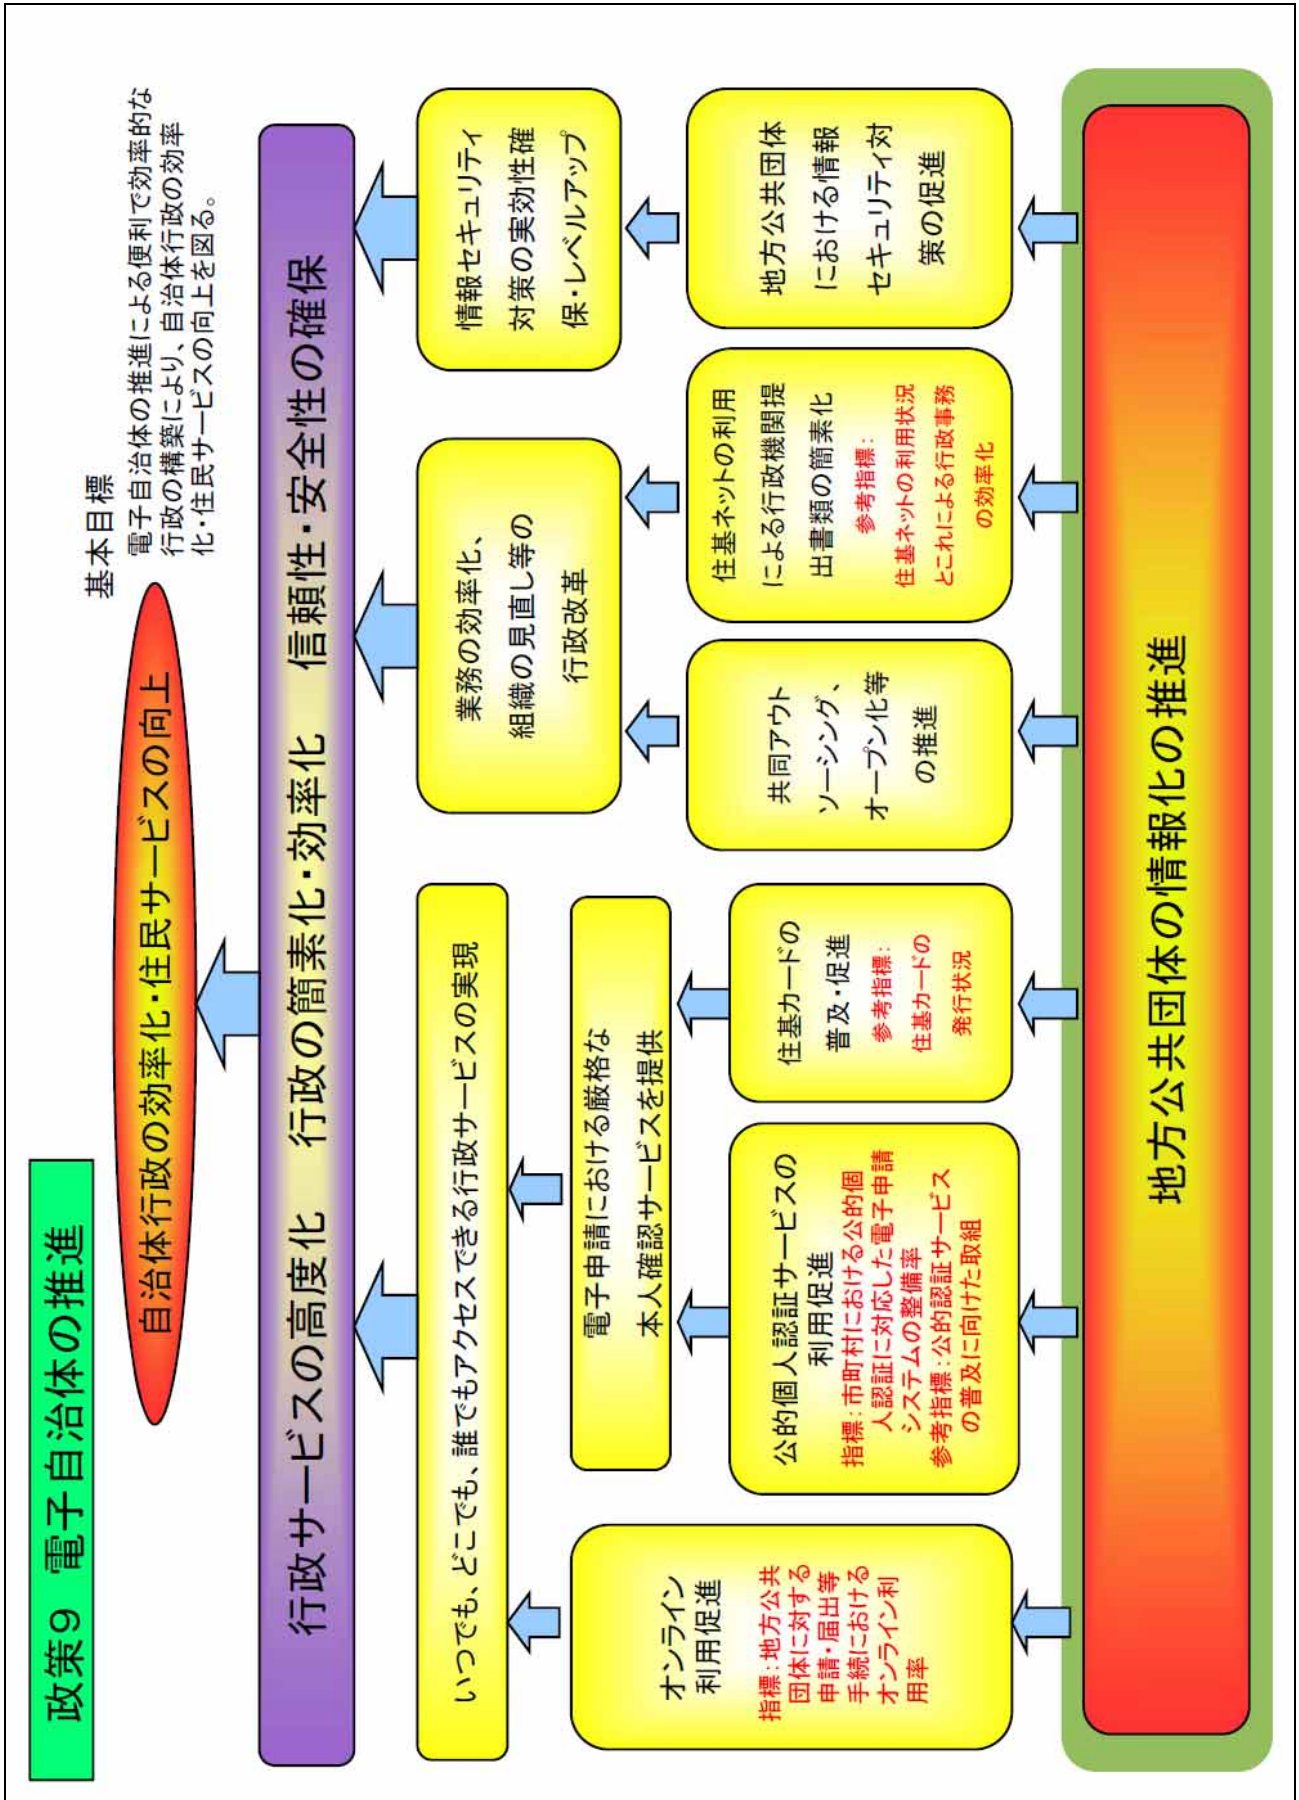 政策９ 電子自治体の推進
基本目標
電子自治体の推進による便利で効率的な
行政の構築により、自治体行政の効率
化・住民サービスの向上を図る。
自治体行政の効率化・住民サービスの向上
行政サービスの高度化 行政の簡素化・効率化 信頼性・安全性の確保
いつでも、どこでも、誰でもアクセスできる行政サービスの実現
業務の効率化、
組織の見直し等の
行政改革
情報セキュリティ
対策の実効性確
保・レベルアップ
電子申請における厳格な
本人確認サービスを提供
オンライン
利用促進
指標：地方公共
団体に対する
申請・届出等
手続における
オンライン利
用率
公的個人認証サービスの
利用促進
指標：市町村における公的個
人認証に対応した電子申請
システムの整備率
参考指標：公的認証サービス
の普及に向けた取組
住基カードの
普及・促進
参考指標：
住基カードの
発行状況
共同アウト
ソーシング、
オープン化等
の推進
住基ネットの利用
による行政機関提
出書類の簡素化
参考指標：
住基ネットの利用状況
とこれによる行政事務
の効率化
地方公共団体
における情報
セキュリティ対
策の促進
地方公共団体の情報化の推進